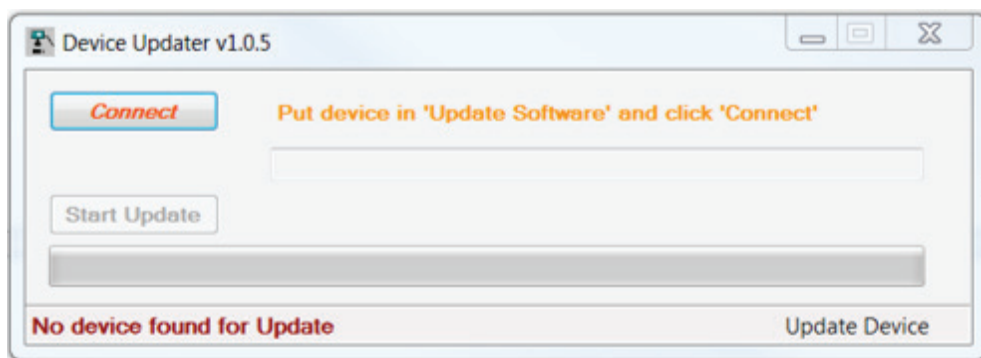 Device Updater v1.0.5
Connect
Put device in 'Update Software' and click 'Connect'
Start Update
No device found for Update
Update Device